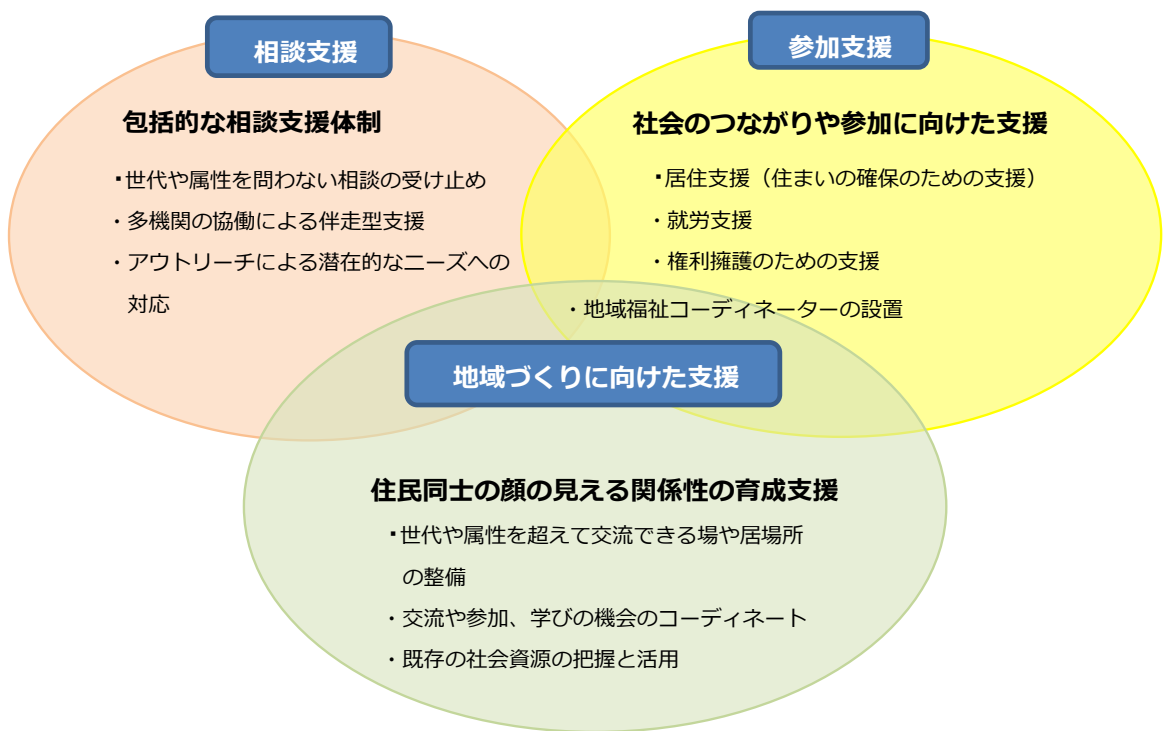 相談支援
包括的な相談支援体制
・世代や属性を問わない相談の受け止め
・多機関の協働による伴走型支援
・アウトリーチによる潜在的なニーズへの
対応
参加支援
社会のつながりや参加に向けた支援
・居住支援（住まいの確保のための支援）
・就労支援
・権利擁護のための支援
・地域福祉コーディネーターの設置
地域づくりに向けた支援
住民同士の顔の見える関係性の育成支援
・世代や属性を超えて交流できる場や居場所
の整備
・交流や参加、学びの機会のコーディネート
・既存の社会資源の把握と活用